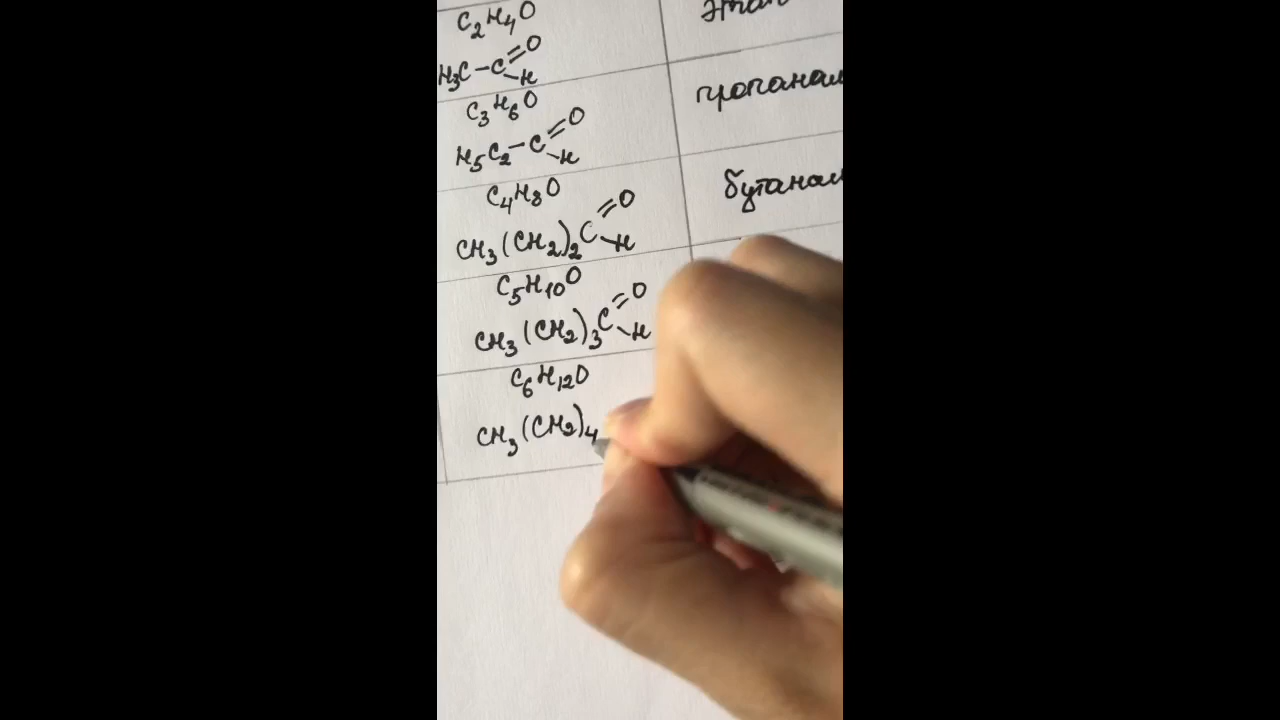 C₂H₄O
H₃C-C=O
-H
C₃H₆O
пропанал
H₅C₂-C=O
-H
C₄H₈O
бутанал
CH₃(CH₂)₂C=O
-H
C₅H₁₀O
CH₃(CH₂)₃C=O
-H
C₆H₁₂O
CH₃(CH₂)₄